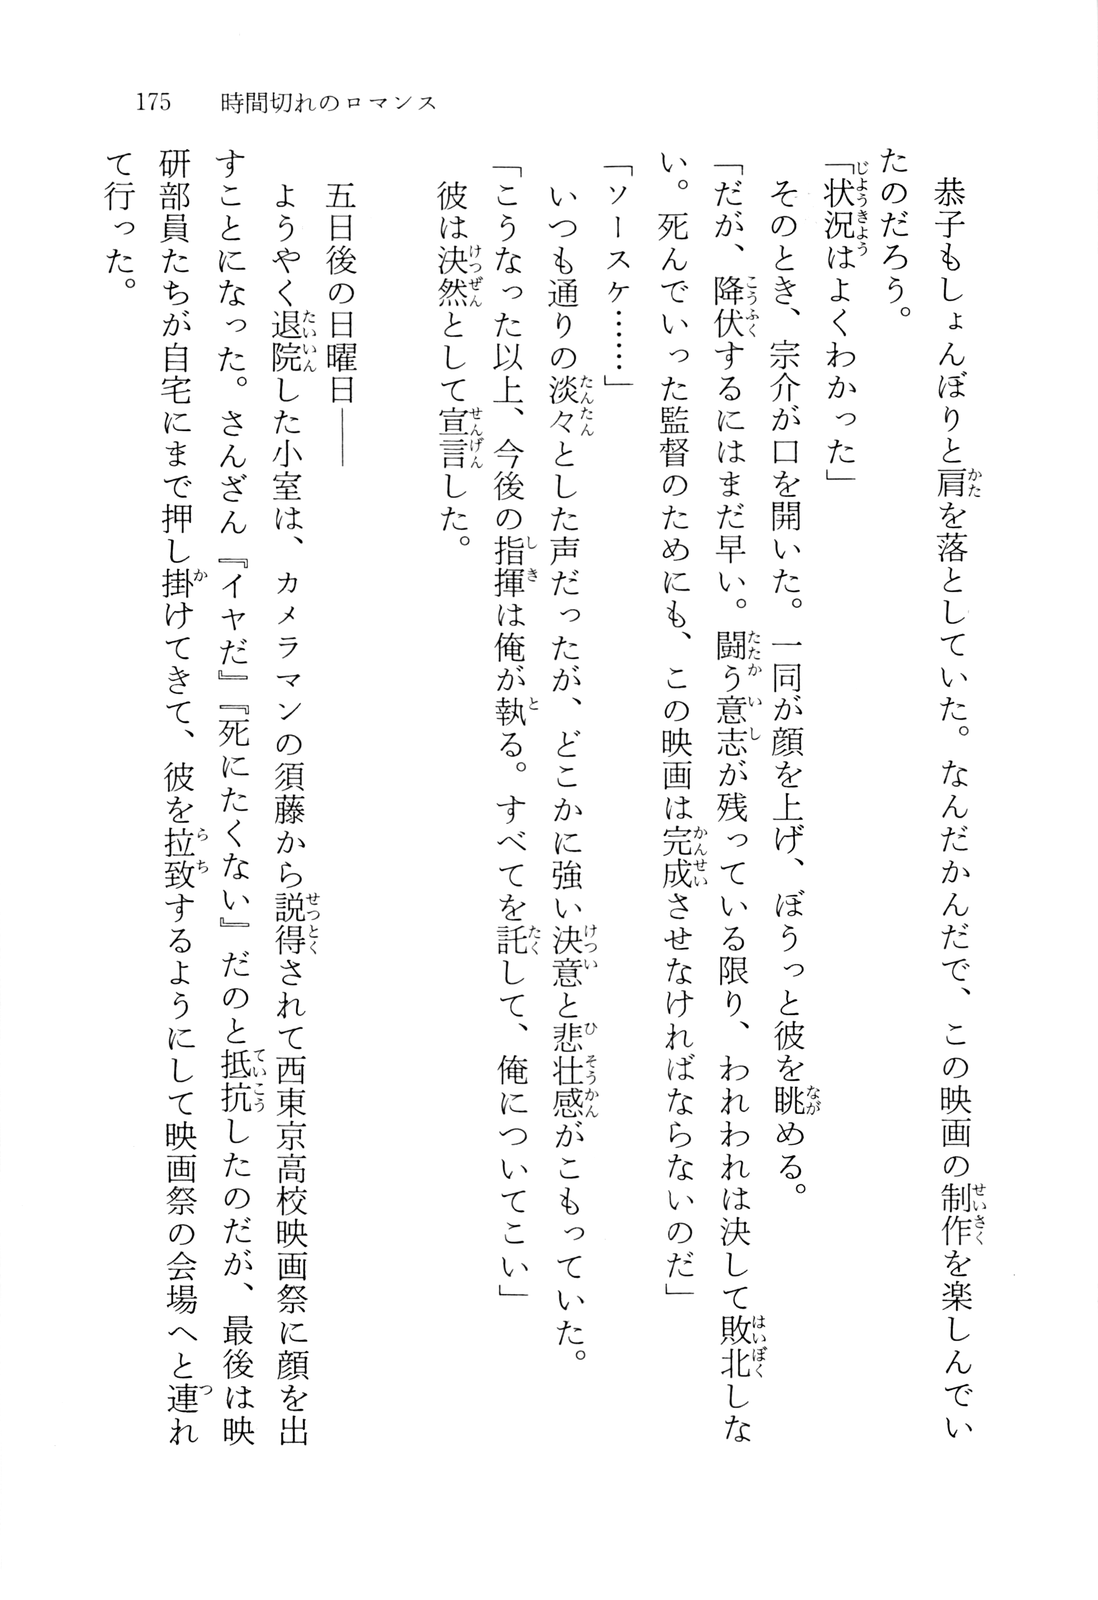 175 時間切れのロマンス
恭子もしょんぼりと肩を落としていた。なんだかんだで、この映画の制作を楽しんでい
たのだろう。
「状況はよくわかった」
そのとき、宗介が口を開いた。一同が顔を上げ、ぼうっと彼を眺める。
「だが、降伏するにはまだ早い。闘う意志が残っている限り、われわれは決して敗北しな
い。死んでいった監督のためにも、この映画は完成させなければならないのだ」
「ソースケ……」
いつも通りの淡々とした声だったが、どこかに強い決意と悲壮感がこもっていた。
「こうなった以上、今後の指揮は俺が執る。すべてを託して、俺についてこい」
彼は決然として宣言した。
五日後の日曜日——
ようやく退院した小室は、カメラマンの須藤から説得されて西東京高校映画祭に顔を出
すことになった。さんざん『イヤだ』『死にたくない』だのと抵抗したのだが、最後は映
研部員たちが自宅にまで押し掛けてきて、彼を拉致するようにして映画祭の会場へと連れ
て行った。